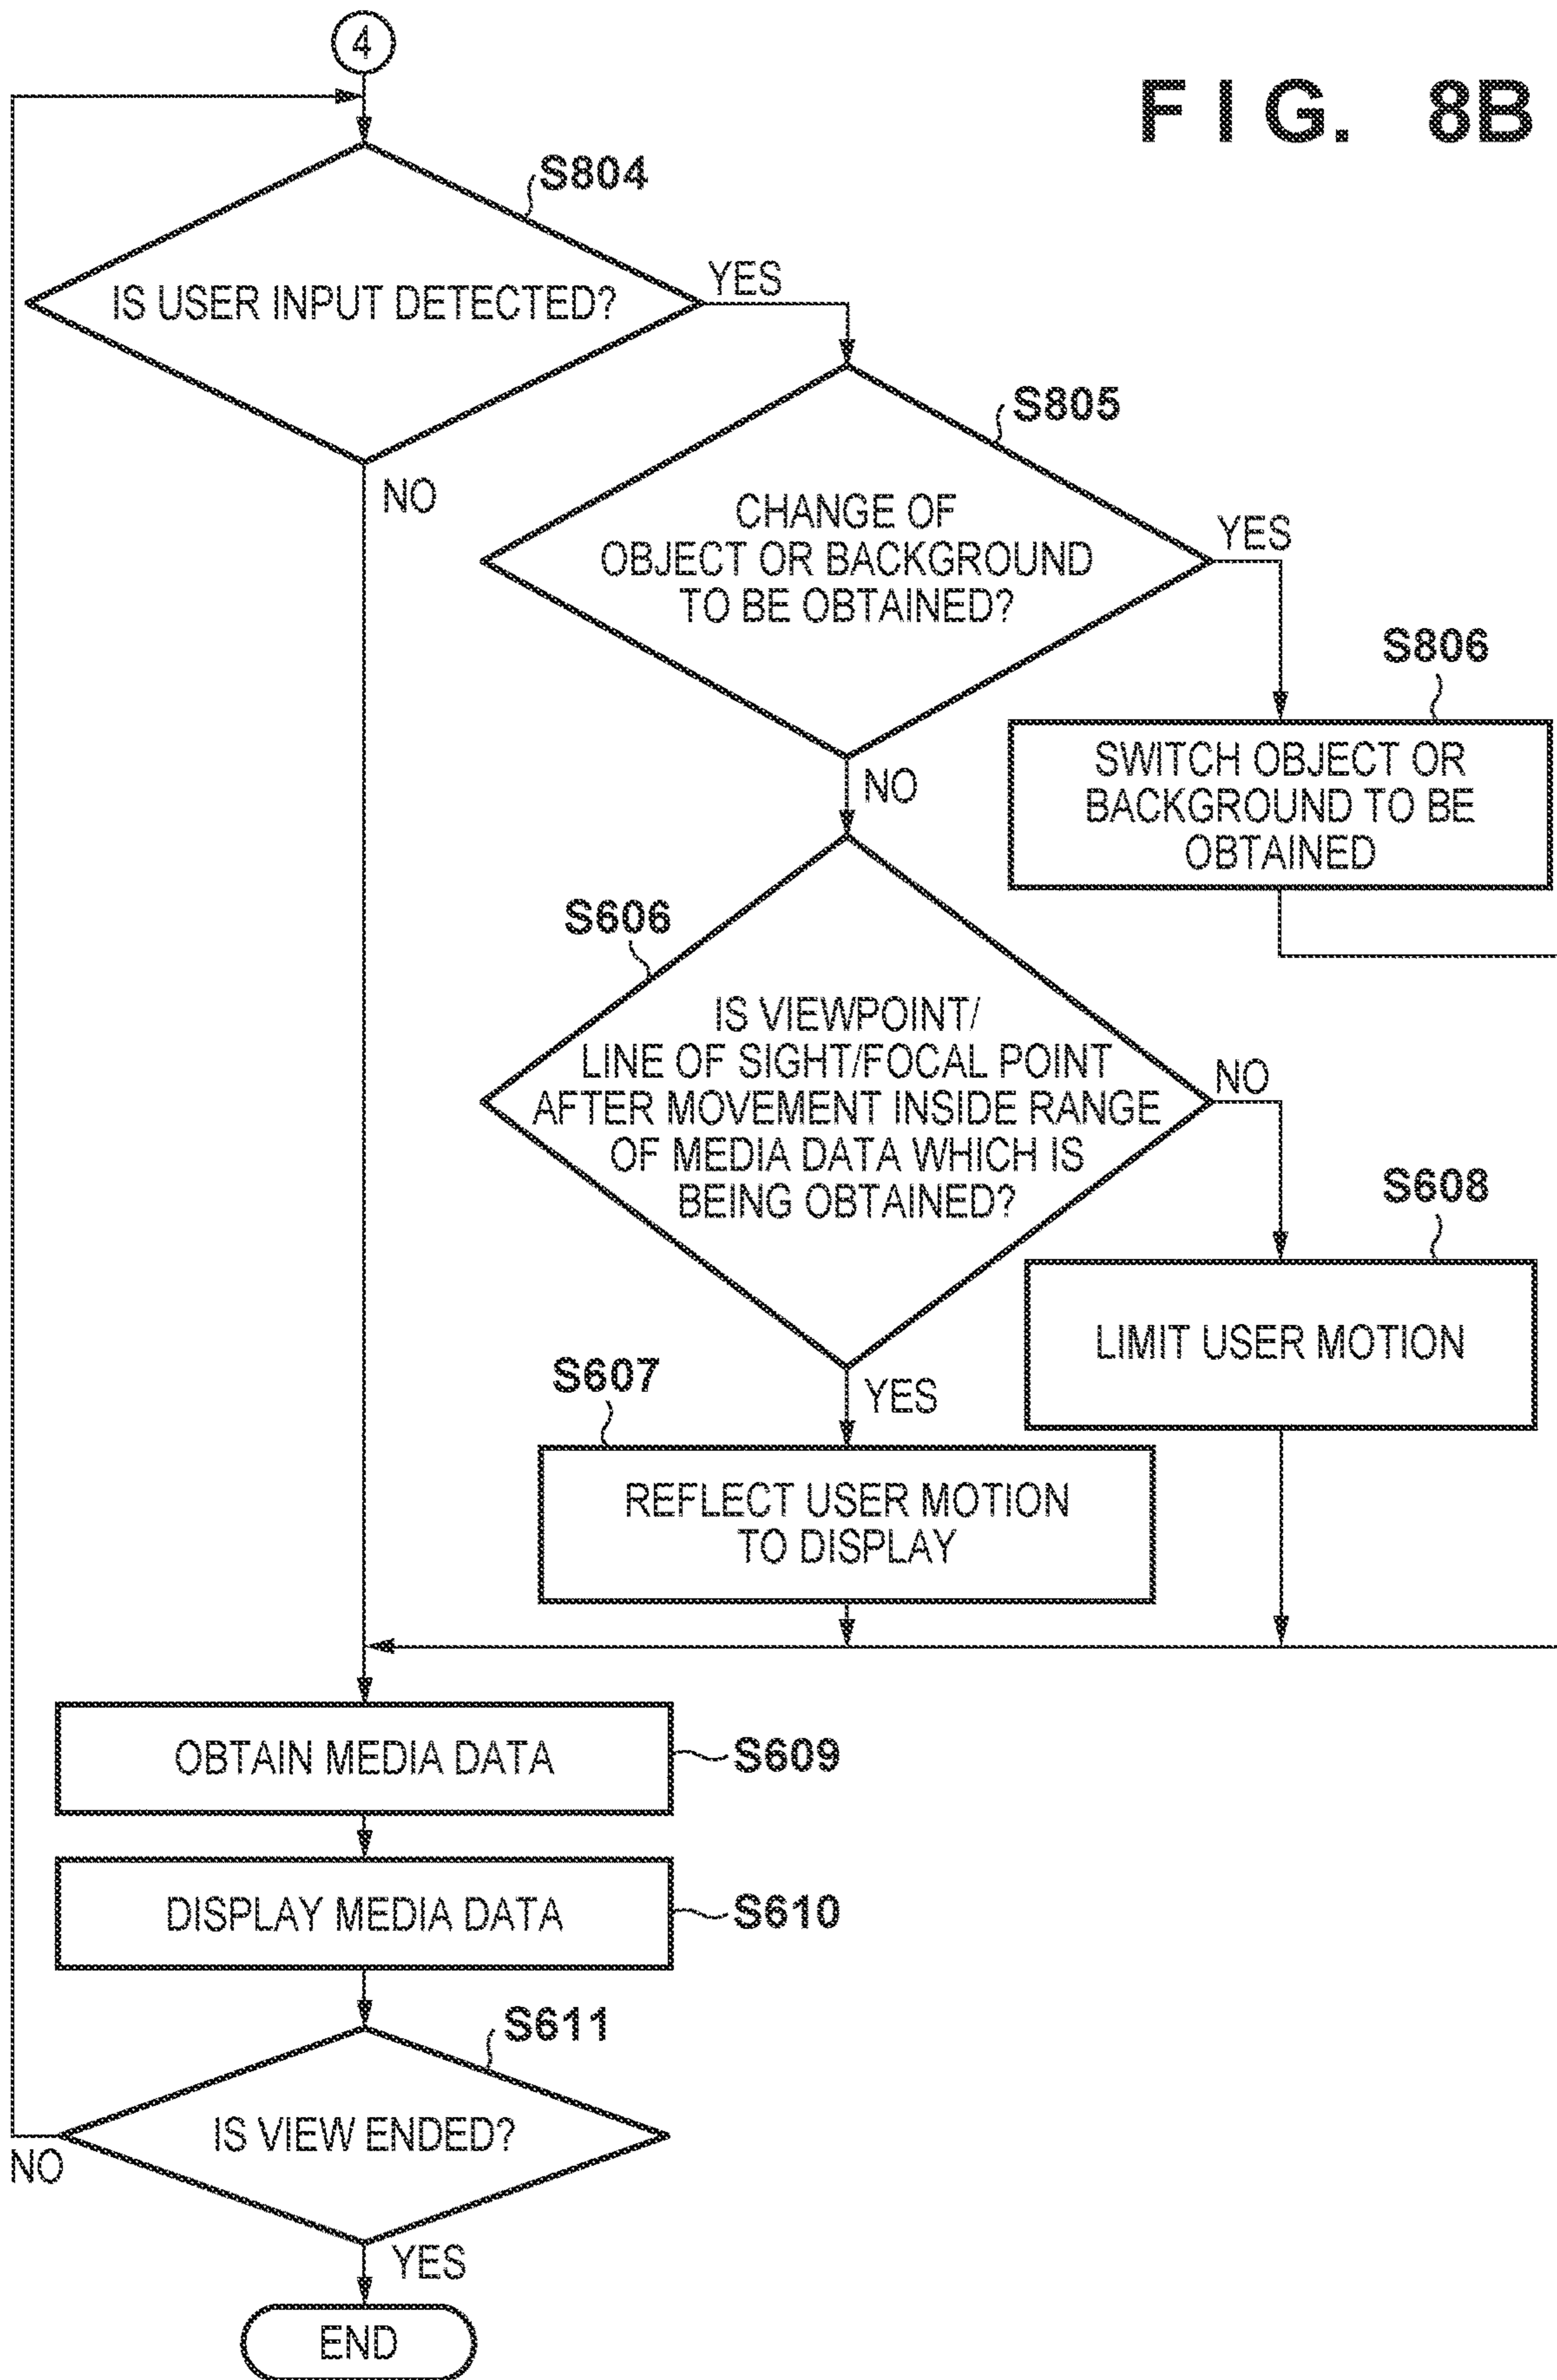 4
FIG. 8B
S804
IS USER INPUT DETECTED?
YES
NO
S805
CHANGE OF
OBJECT OR BACKGROUND
TO BE OBTAINED?
YES
NO
S806
SWITCH OBJECT OR
BACKGROUND TO BE
OBTAINED
S606
IS VIEWPOINT/
LINE OF SIGHT/FOCAL POINT
AFTER MOVEMENT INSIDE RANGE
OF MEDIA DATA WHICH IS
BEING OBTAINED?
NO
YES
S608
LIMIT USER MOTION
S607
REFLECT USER MOTION
TO DISPLAY
OBTAIN MEDIA DATA
S609
DISPLAY MEDIA DATA
S610
S611
IS VIEW ENDED?
NO
YES
END